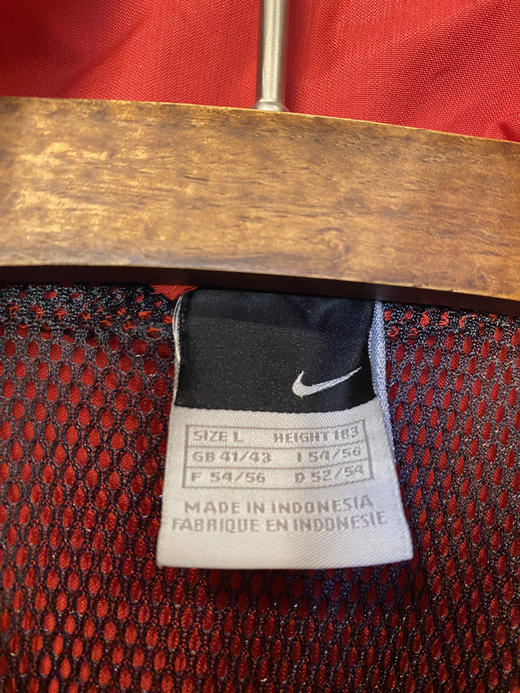 SIZE L HEIGHT 183
GB 41/43 I 54/56
F 54/56 D 52/54
MADE IN INDONESIA
FABRIQUE EN INDONESIE